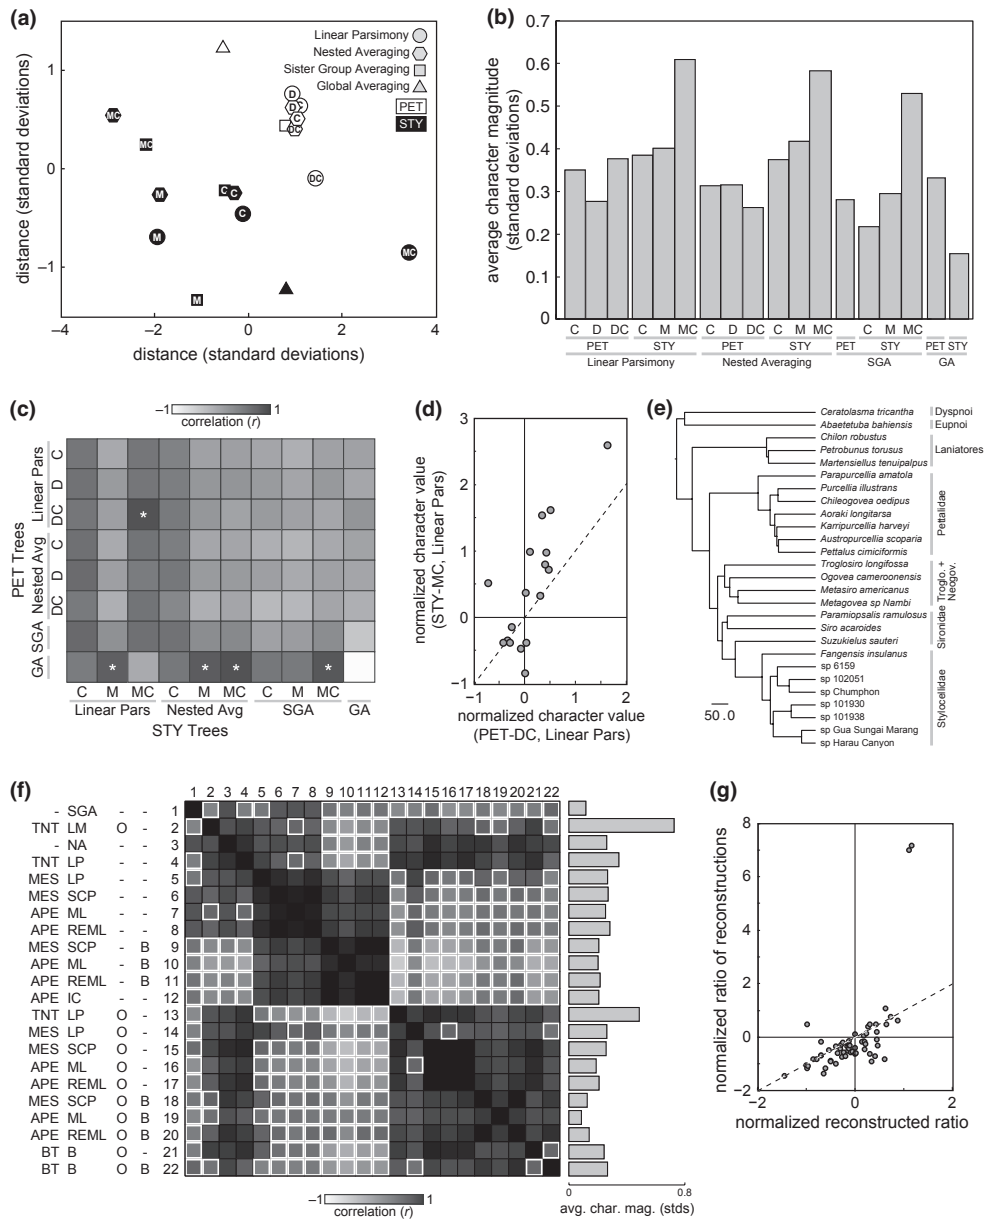 (a)
Linear Parsimony
Nested Averaging
Sister Group Averaging
Global Averaging
PET
STY
distance (standard deviations)
1
0
−1
−4
−2
0
2
4
distance (standard deviations)
D
C
D
C
DC
DC
MC
MC
M
C
C
C
M
MC
M
(b)
average character magnitude
(standard deviations)
0.7
0.6
0.5
0.4
0.3
0.2
0.1
0
C D DC C M MC C D DC C M MC C M MC
PET STY PET STY PET STY PET STY
Linear Parsimony Nested Averaging SGA GA
(c)
−1 1
correlation (r)
PET Trees
Linear Pars
Nested Avg
SGA
GA
C
D
DC
C
D
DC
*
* * * *
C M MC C M MC C M MC
Linear Pars Nested Avg SGA GA
STY Trees
(d)
normalized character value
(STY-MC, Linear Pars)
3
2
1
0
−1
−1 0 1 2
normalized character value
(PET-DC, Linear Pars)
(e)
Ceratolasma tricantha
Abaetetuba bahiensis
Chilon robustus
Petrobunus torusus
Martensiellus tenuipalpus
Parapurcellia amatola
Purcellia illustrans
Chileogovea oedipus
Aoraki longitarsa
Karripurcellia harveyi
Austropurcellia scoparia
Pettalus cimiciformis
Troglosiro longifossa
Ogovea cameroonensis
Metasiro americanus
Metagovea sp Nambi
Paramiopsalis ramulosus
Siro acaroides
Suzukielus sauteri
Fangensis insulanus
sp 6159
sp 102051
sp Chumphon
sp 101930
sp 101938
sp Gua Sungai Marang
sp Harau Canyon
Dyspnoi
Eupnoi
Laniatores
Pettalidae
Troglo. +
Neogov.
Sironidae
Stylocellidae
50.0
(f)
1 2 3 4 5 6 7 8 9 10 11 12 13 14 15 16 17 18 19 20 21 22
- SGA - - 1
TNT LM O - 2
- NA - - 3
TNT LP - - 4
MES LP - - 5
MES SCP - - 6
APE ML - - 7
APE REML - - 8
MES SCP - B 9
APE ML - B 10
APE REML - B 11
APE IC - - 12
TNT LP O - 13
MES LP O - 14
MES SCP O - 15
APE ML O - 16
APE REML O - 17
MES SCP O B 18
APE ML O B 19
APE REML O B 20
BT B O - 21
BT B O B 22
−1 1
correlation (r)
0 0.8
avg. char. mag. (stds)
(g)
normalized ratio of reconstructions
8
6
4
2
0
−2
−2 0 2
normalized reconstructed ratio